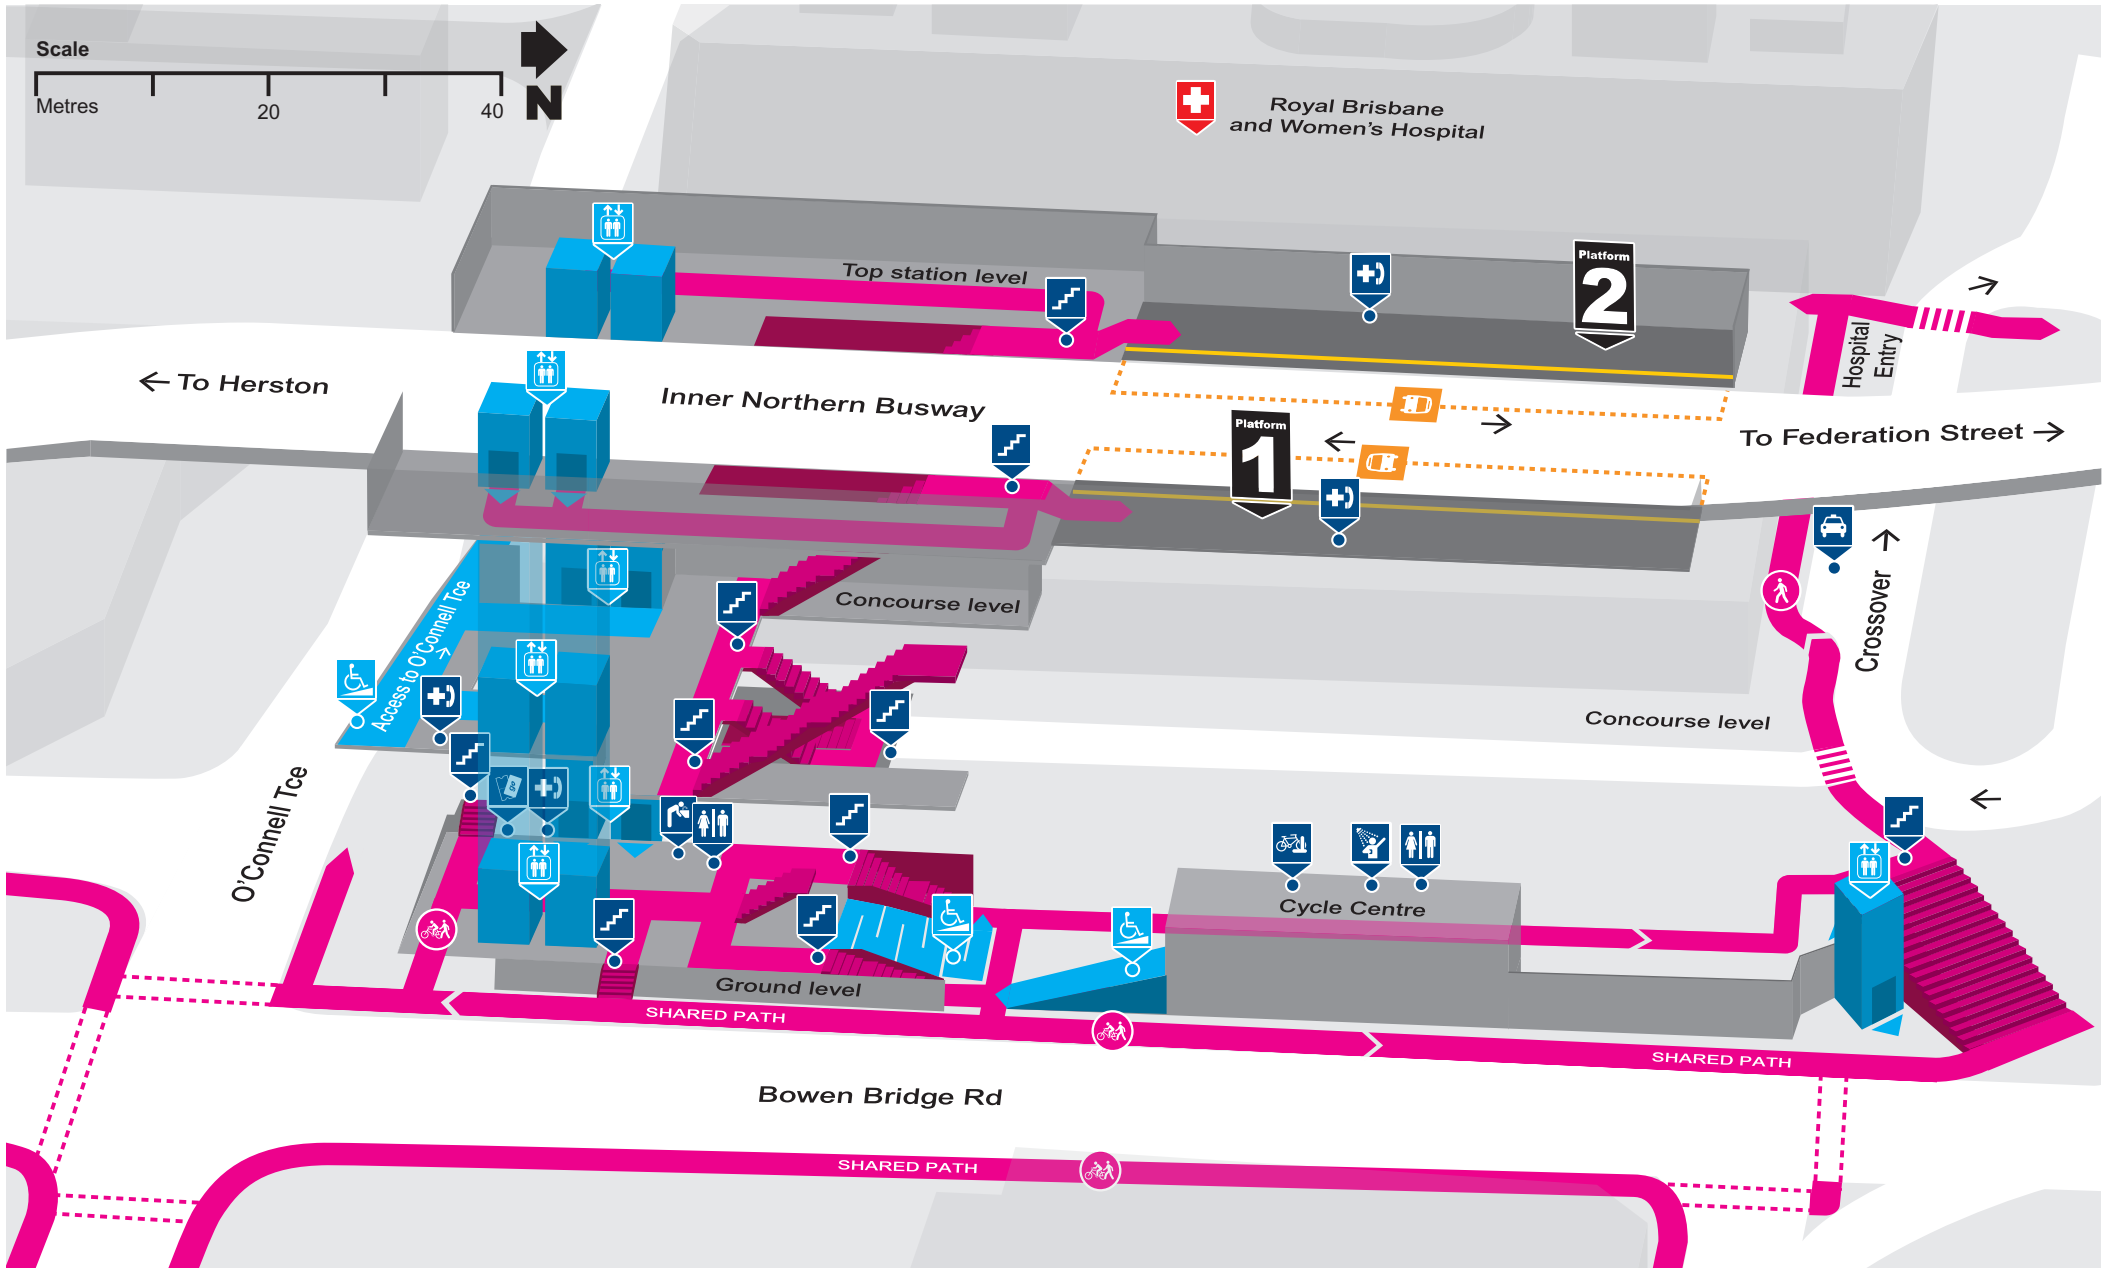 Scale
Metres
20
40
N
Royal Brisbane
and Women's Hospital
Top station level
Platform
2
Hospital
Entry
To Herston
Inner Northern Busway
Platform
1
To Federation Street
Access to O'Connell Tce
Concourse level
Crossover
Concourse level
O'Connell Tce
go
Cycle Centre
Ground level
SHARED PATH
SHARED PATH
Bowen Bridge Rd
SHARED PATH